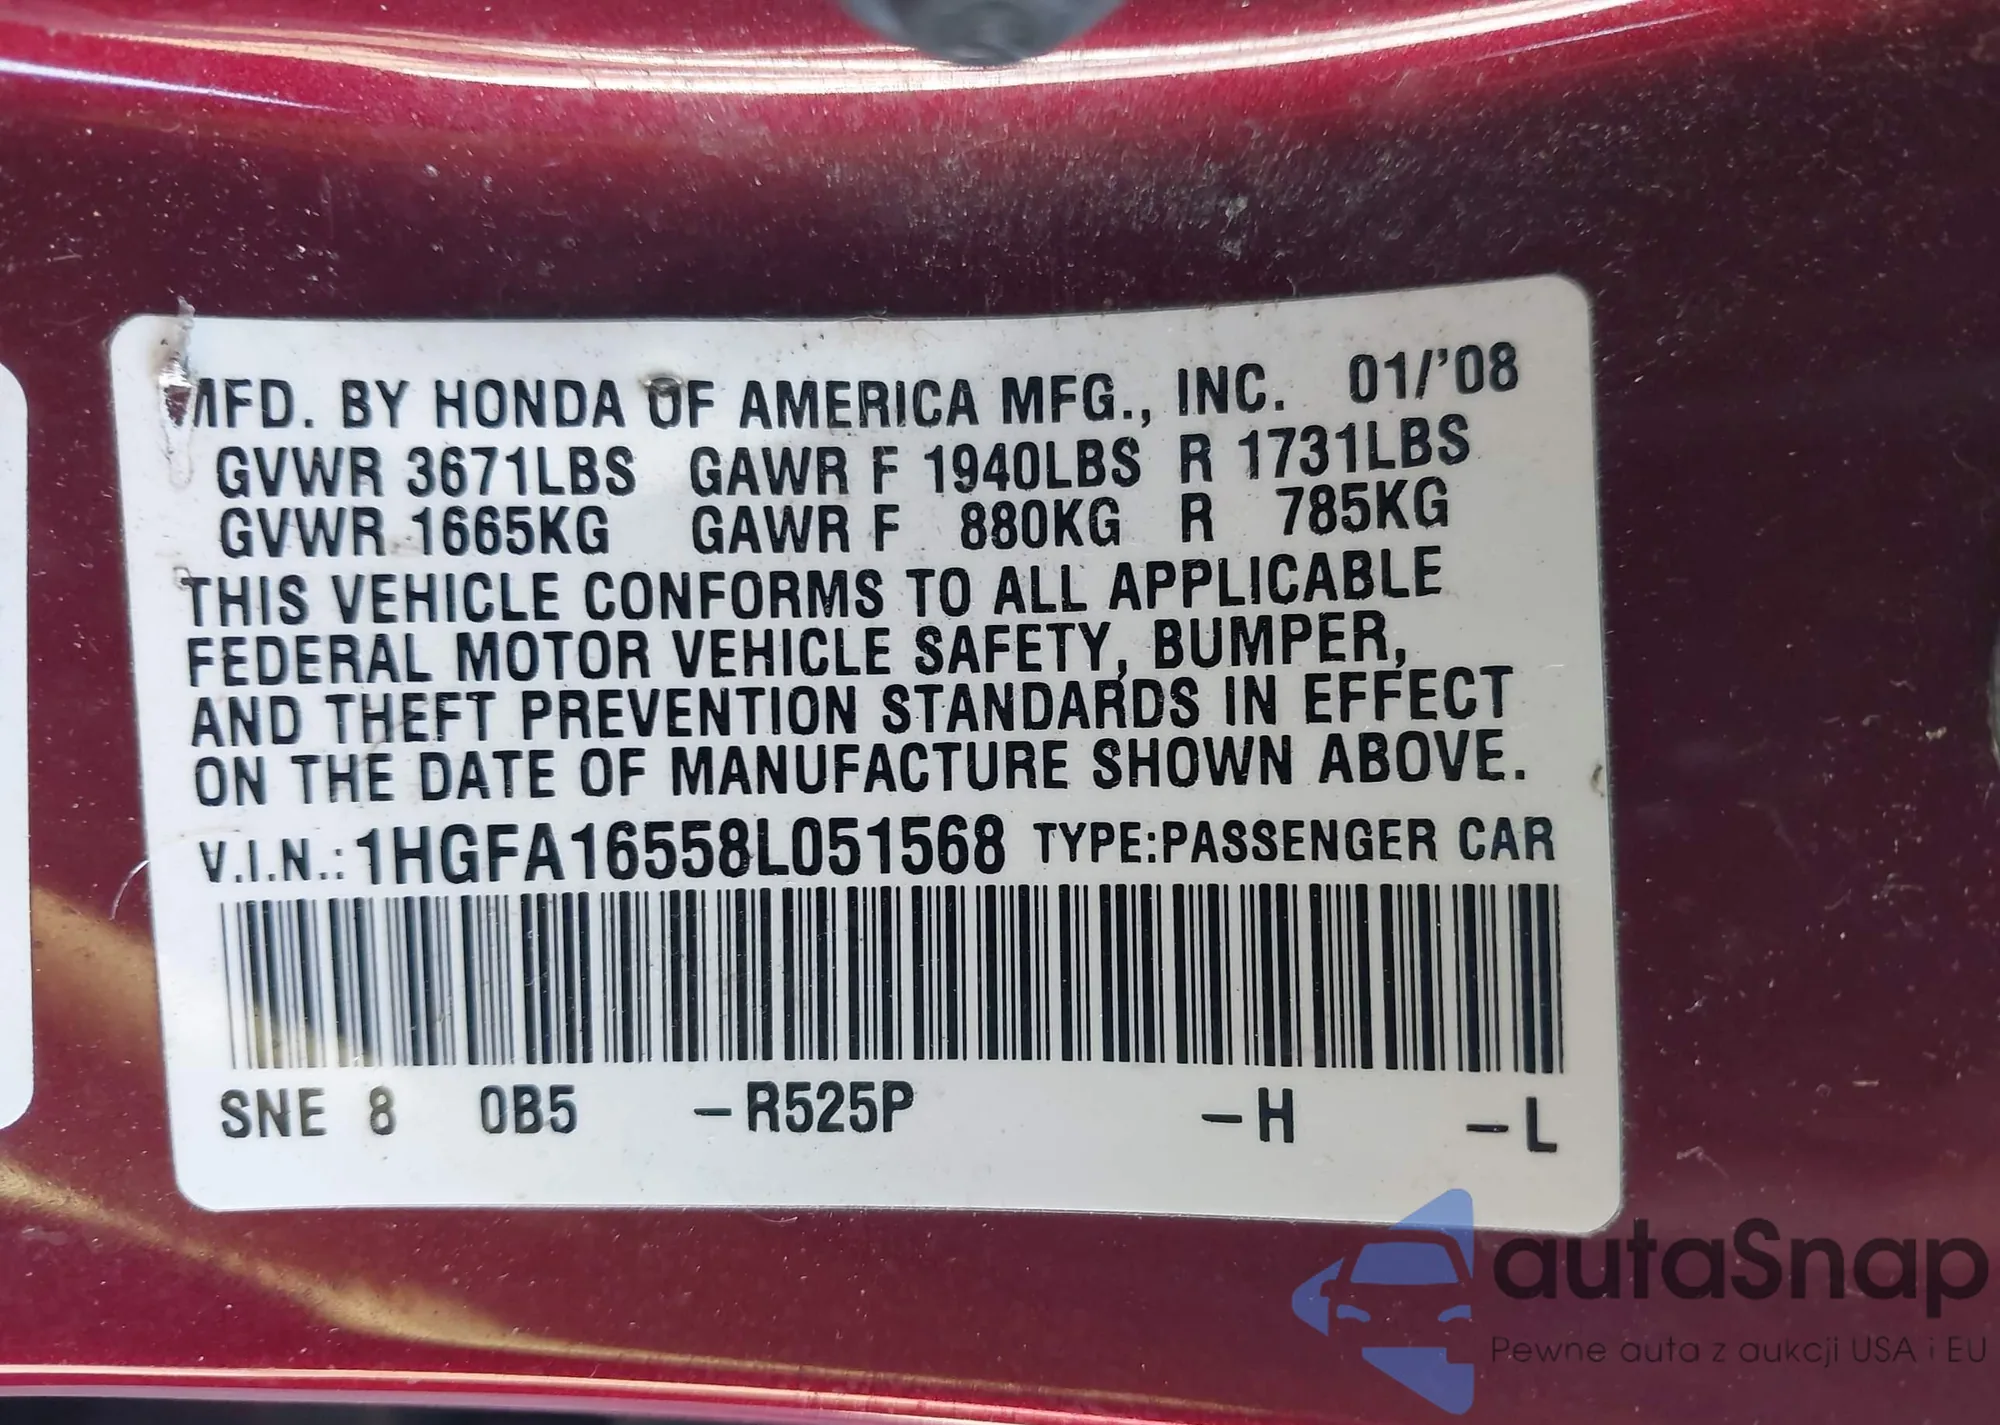 MFD. BY HONDA OF AMERICA MFG., INC. 01/'08
GVWR 3671LBS GAWR F 1940LBS R 1731LBS
GVWR 1665KG GAWR F 880KG R 785KG
THIS VEHICLE CONFORMS TO ALL APPLICABLE
FEDERAL MOTOR VEHICLE SAFETY, BUMPER,
AND THEFT PREVENTION STANDARDS IN EFFECT
ON THE DATE OF MANUFACTURE SHOWN ABOVE.
V.I.N.: 1HGFA16558L051568 TYPE:PASSENGER CAR
SNE 8 0B5 –R525P –H –L
autaSnap
Pewne auta z aukcji USA i EU